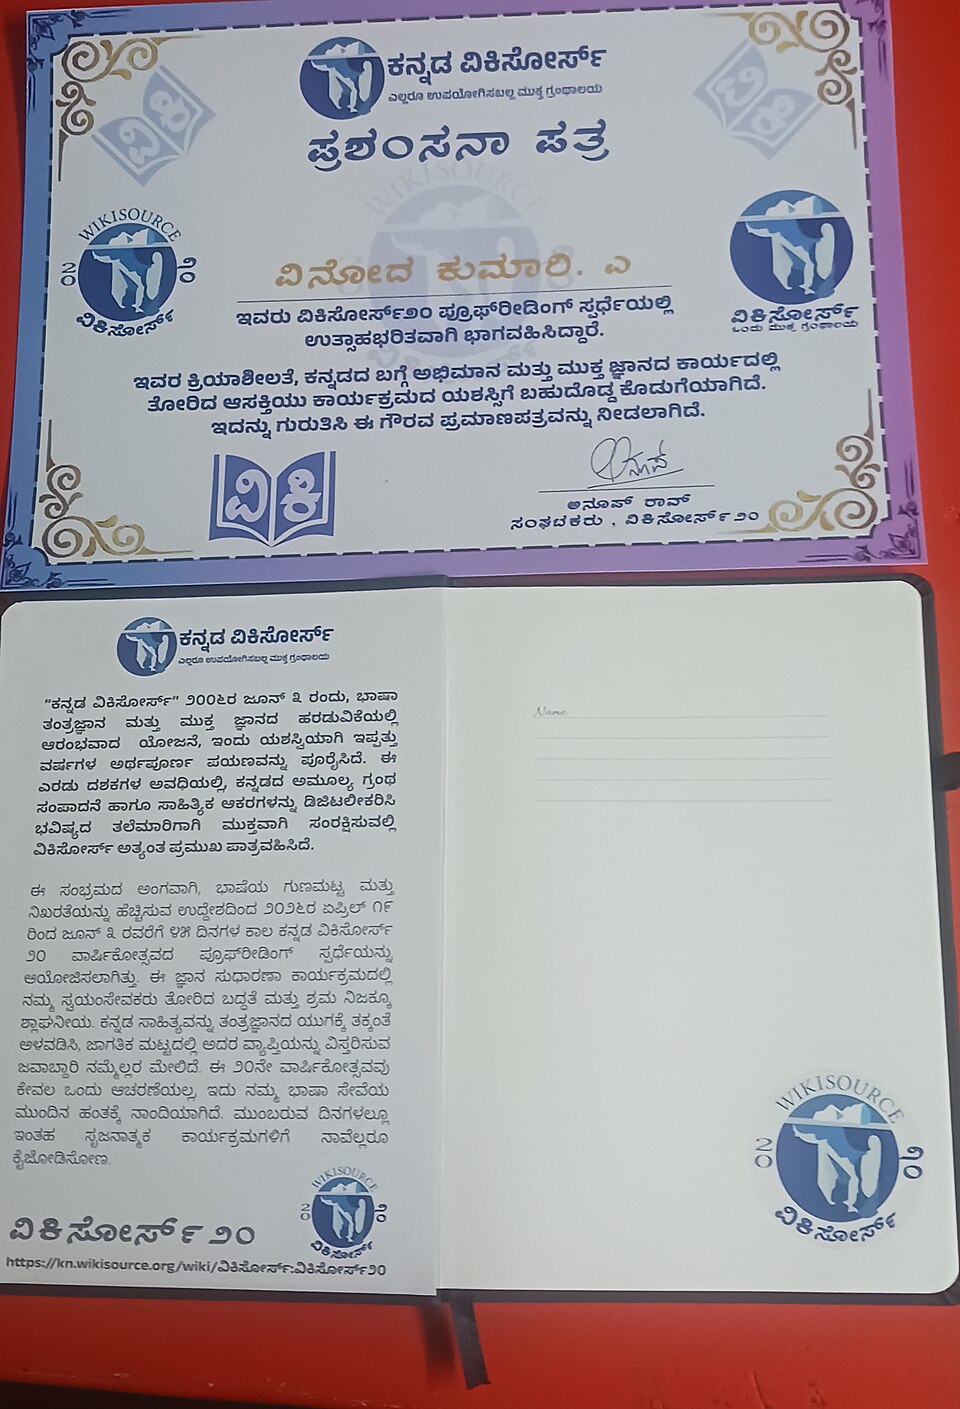 ಕನ್ನಡ ವಿಕಿಸೋರ್ಸ್
ಎಲ್ಲರೂ ಉಪಯೋಗಿಸಬಲ್ಲ ಮುಕ್ತ ಗ್ರಂಥಾಲಯ
ಪ್ರಶಂಸನಾ ಪತ್ರ
WIKISOURCE
20 ೨೦
ವಿಕಿಸೋರ್ಸ್
WIKISOURCE
ವಿಕಿಸೋರ್ಸ್
ಒಂದು ಮುಕ್ತ ಗ್ರಂಥಾಲಯ
ವಿನೋದ ಕುಮಾರಿ. ಎ
ಇವರು ವಿಕಿಸೋರ್ಸ್೨೦ ಪ್ರೂಫ್‌ರೀಡಿಂಗ್ ಸ್ಪರ್ಧೆಯಲ್ಲಿ
ಉತ್ಸಾಹಭರಿತವಾಗಿ ಭಾಗವಹಿಸಿದ್ದಾರೆ.
ಇವರ ಕ್ರಿಯಾಶೀಲತೆ, ಕನ್ನಡದ ಬಗ್ಗೆ ಅಭಿಮಾನ ಮತ್ತು ಮುಕ್ತ ಜ್ಞಾನದ ಕಾರ್ಯದಲ್ಲಿ
ತೋರಿದ ಆಸಕ್ತಿಯು ಕಾರ್ಯಕ್ರಮದ ಯಶಸ್ಸಿಗೆ ಬಹುದೊಡ್ಡ ಕೊಡುಗೆಯಾಗಿದೆ.
ಇದನ್ನು ಗುರುತಿಸಿ ಈ ಗೌರವ ಪ್ರಮಾಣಪತ್ರವನ್ನು ನೀಡಲಾಗಿದೆ.
ವಿಕಿ
ಅನೂಪ್ ರಾವ್
ಸಂಘಟಕರು , ವಿಕಿಸೋರ್ಸ್೨೦
ಕನ್ನಡ ವಿಕಿಸೋರ್ಸ್
ಎಲ್ಲರೂ ಉಪಯೋಗಿಸಬಲ್ಲ ಮುಕ್ತ ಗ್ರಂಥಾಲಯ
"ಕನ್ನಡ ವಿಕಿಸೋರ್ಸ್" ೨೦೦೬ರ ಜೂನ್ ೩ ರಂದು, ಭಾಷಾ
ತಂತ್ರಜ್ಞಾನ ಮತ್ತು ಮುಕ್ತ ಜ್ಞಾನದ ಹರಡುವಿಕೆಯಲ್ಲಿ
ಆರಂಭವಾದ ಯೋಜನೆ, ಇಂದು ಯಶಸ್ವಿಯಾಗಿ ಇಪ್ಪತ್ತು
ವರ್ಷಗಳ ಅರ್ಥಪೂರ್ಣ ಪಯಣವನ್ನು ಪೂರೈಸಿದೆ. ಈ
ಎರಡು ದಶಕಗಳ ಅವಧಿಯಲ್ಲಿ, ಕನ್ನಡದ ಅಮೂಲ್ಯ ಗ್ರಂಥ
ಸಂಪಾದನೆ ಹಾಗೂ ಸಾಹಿತ್ಯಿಕ ಆಕರಗಳನ್ನು ಡಿಜಿಟಲೀಕರಿಸಿ
ಭವಿಷ್ಯದ ತಲೆಮಾರಿಗಾಗಿ ಮುಕ್ತವಾಗಿ ಸಂರಕ್ಷಿಸುವಲ್ಲಿ
ವಿಕಿಸೋರ್ಸ್ ಅತ್ಯಂತ ಪ್ರಮುಖ ಪಾತ್ರವಹಿಸಿದೆ.
ಈ ಸಂಭ್ರಮದ ಅಂಗವಾಗಿ, ಭಾಷೆಯ ಗುಣಮಟ್ಟ ಮತ್ತು
ನಿಖರತೆಯನ್ನು ಹೆಚ್ಚಿಸುವ ಉದ್ದೇಶದಿಂದ ೨೦೨೬ರ ಏಪ್ರಿಲ್ ೧೯
ರಿಂದ ಜೂನ್ ೩ ರವರೆಗೆ ೪೫ ದಿನಗಳ ಕಾಲ ಕನ್ನಡ ವಿಕಿಸೋರ್ಸ್
೨೦ ವಾರ್ಷಿಕೋತ್ಸವದ ಪ್ರೂಫ್‌ರೀಡಿಂಗ್ ಸ್ಪರ್ಧೆಯನ್ನು
ಆಯೋಜಿಸಲಾಗಿತ್ತು. ಈ ಜ್ಞಾನ ಸುಧಾರಣಾ ಕಾರ್ಯಕ್ರಮದಲ್ಲಿ
ನಮ್ಮ ಸ್ವಯಂಸೇವಕರು ತೋರಿದ ಬದ್ಧತೆ ಮತ್ತು ಶ್ರಮ ನಿಜಕ್ಕೂ
ಶ್ಲಾಘನೀಯ. ಕನ್ನಡ ಸಾಹಿತ್ಯವನ್ನು ತಂತ್ರಜ್ಞಾನದ ಯುಗಕ್ಕೆ ತಕ್ಕಂತೆ
ಅಳವಡಿಸಿ, ಜಾಗತಿಕ ಮಟ್ಟದಲ್ಲಿ ಅದರ ವ್ಯಾಪ್ತಿಯನ್ನು ವಿಸ್ತರಿಸುವ
ಜವಾಬ್ದಾರಿ ನಮ್ಮೆಲ್ಲರ ಮೇಲಿದೆ. ಈ ೨೦ನೇ ವಾರ್ಷಿಕೋತ್ಸವವು
ಕೇವಲ ಒಂದು ಆಚರಣೆಯಲ್ಲ, ಇದು ನಮ್ಮ ಭಾಷಾ ಸೇವೆಯ
ಮುಂದಿನ ಹಂತಕ್ಕೆ ನಾಂದಿಯಾಗಿದೆ. ಮುಂಬರುವ ದಿನಗಳಲ್ಲೂ
ಇಂತಹ ಸೃಜನಾತ್ಮಕ ಕಾರ್ಯಕ್ರಮಗಳಿಗೆ ನಾವೆಲ್ಲರೂ
ಕೈಜೋಡಿಸೋಣ.
WIKISOURCE
20 ೨೦
ವಿಕಿಸೋರ್ಸ್
ವಿಕಿಸೋರ್ಸ್೨೦
https://kn.wikisource.org/wiki/ವಿಕಿಸೋರ್ಸ್:ವಿಕಿಸೋರ್ಸ್೨೦
Name
WIKISOURCE
20 ೨೦
ವಿಕಿಸೋರ್ಸ್